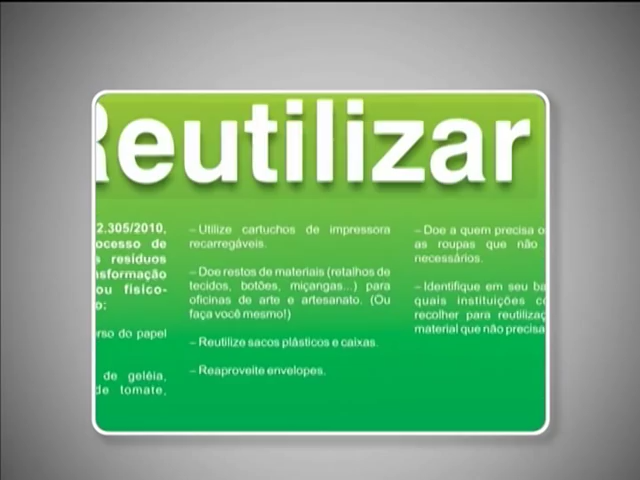 Reutilizar
2.305/2010,
ocesso de
s resíduos
nsformação
ou físico-
o:
rso do papel
de geléia,
de tomate,
– Utilize cartuchos de impressora
recarregáveis.
– Doe restos de materiais (retalhos de
tecidos, botões, miçangas...) para
oficinas de arte e artesanato. (Ou
faça você mesmo!)
– Reutilize sacos plásticos e caixas.
– Reaproveite envelopes.
– Doe a quem precisa o
as roupas que não
necessários.
– Identifique em seu ba
quais instituições co
recolher para reutilizaç
material que não precisa